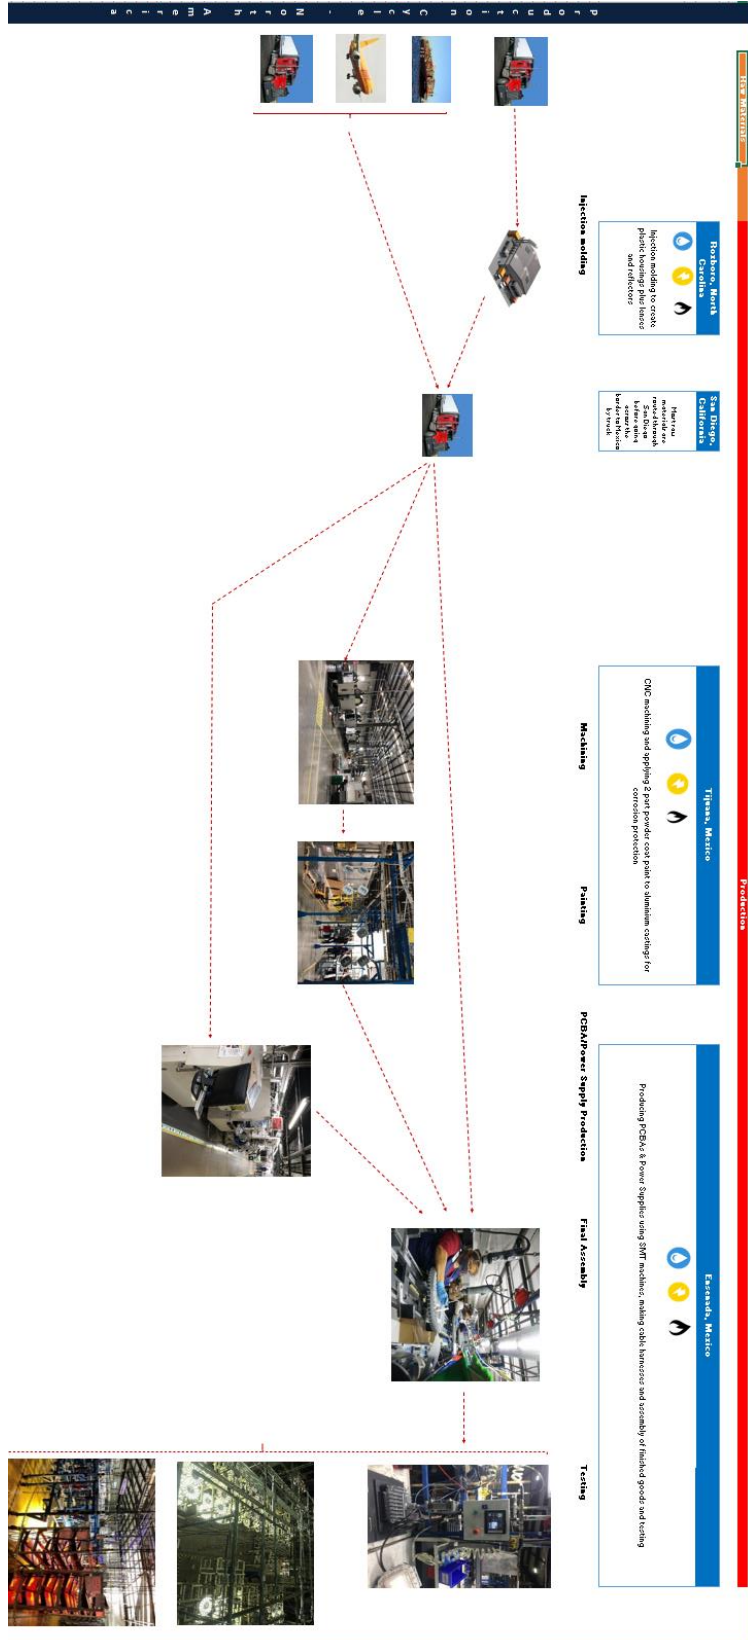 Raw Materials
Production
Roxboro, North
Carolina
Injection molding to create
plastic housings plus lenses
and reflectors
San Diego,
California
Most raw
materials are
routed through
San Diego
before going
across the
border to Mexico
by truck
Tijuana, Mexico
CNC machining and applying 2 part powder coat paint to aluminium castings for
corrosion protection
Ensenada, Mexico
Producing PCBAs & Power Supplies using SMT machines, making cable harnesses and assembly of finished goods and testing
Injection molding
Machining
Painting
PCBA/Power Supply Production
Final Assembly
Testing
Production Cycle - North America